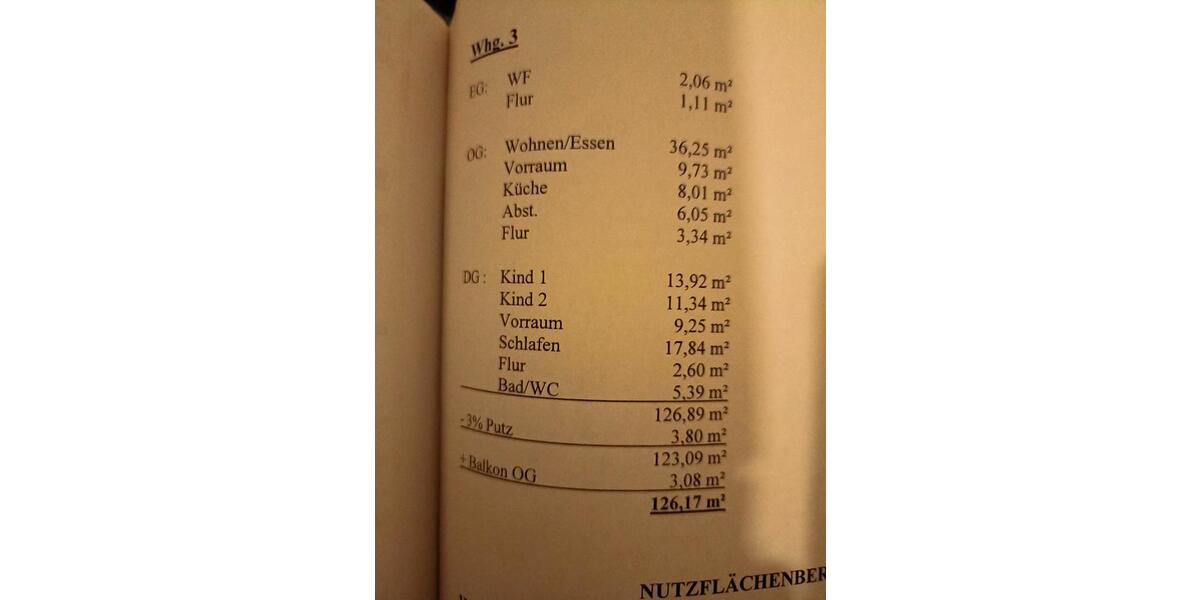 Whg. 3
EG: WF 2,06 m²
Flur 1,11 m²
OG: Wohnen/Essen 36,25 m²
Vorraum 9,73 m²
Küche 8,01 m²
Abst. 6,05 m²
Flur 3,34 m²
DG : Kind 1 13,92 m²
Kind 2 11,34 m²
Vorraum 9,25 m²
Schlafen 17,84 m²
Flur 2,60 m²
Bad/WC 5,39 m²
126,89 m²
- 3% Putz 3,80 m²
123,09 m²
+ Balkon OG 3,08 m²
126,17 m²